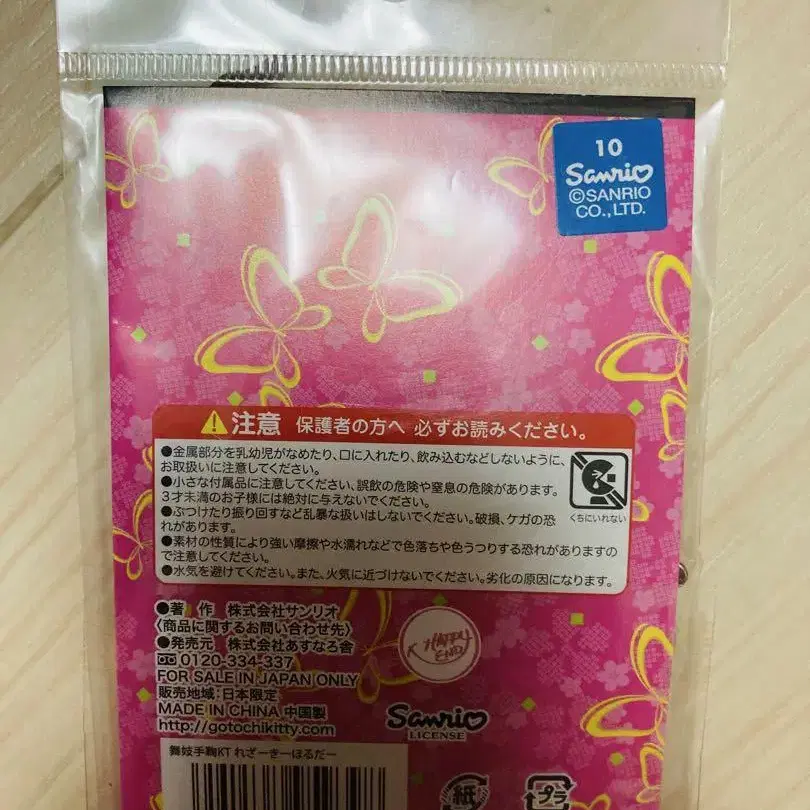 10
Sanrio
©SANRIO
CO.,LTD.
注意 保護者の方へ 必ずお読みください。
●金属部分を乳幼児がなめたり、口に入れたり、飲み込むなどしないように、
お取扱いに注意してください。
●小さな付属品に注意してください、誤飲の危険や窒息の危険があります。
3才未満のお子様には絶対に与えないでください。
●ぶつけたり振り回すなど乱暴な扱いはしないでください。破損、ケガの恐
れがあります。
●素材の性質により強い摩擦や水濡れなどで色落ちや色うつりする恐れがありますの
で注意してください。
●水気を避けてください。また、火気に近づけないでください。劣化の原因になります。
くちにいれない
●著 作 株式会社サンリオ
〈商品に関するお問い合わせ先〉
●発売元 株式会社あすなろ舎
0120-334-337
FOR SALE IN JAPAN ONLY
販売地域:日本限定
MADE IN CHINA 中国製
http://gotochikitty.com
K HAPPY
END
Sanrio
LICENSE
舞妓手鞠KT れざーきーほるだー
紙
プラ